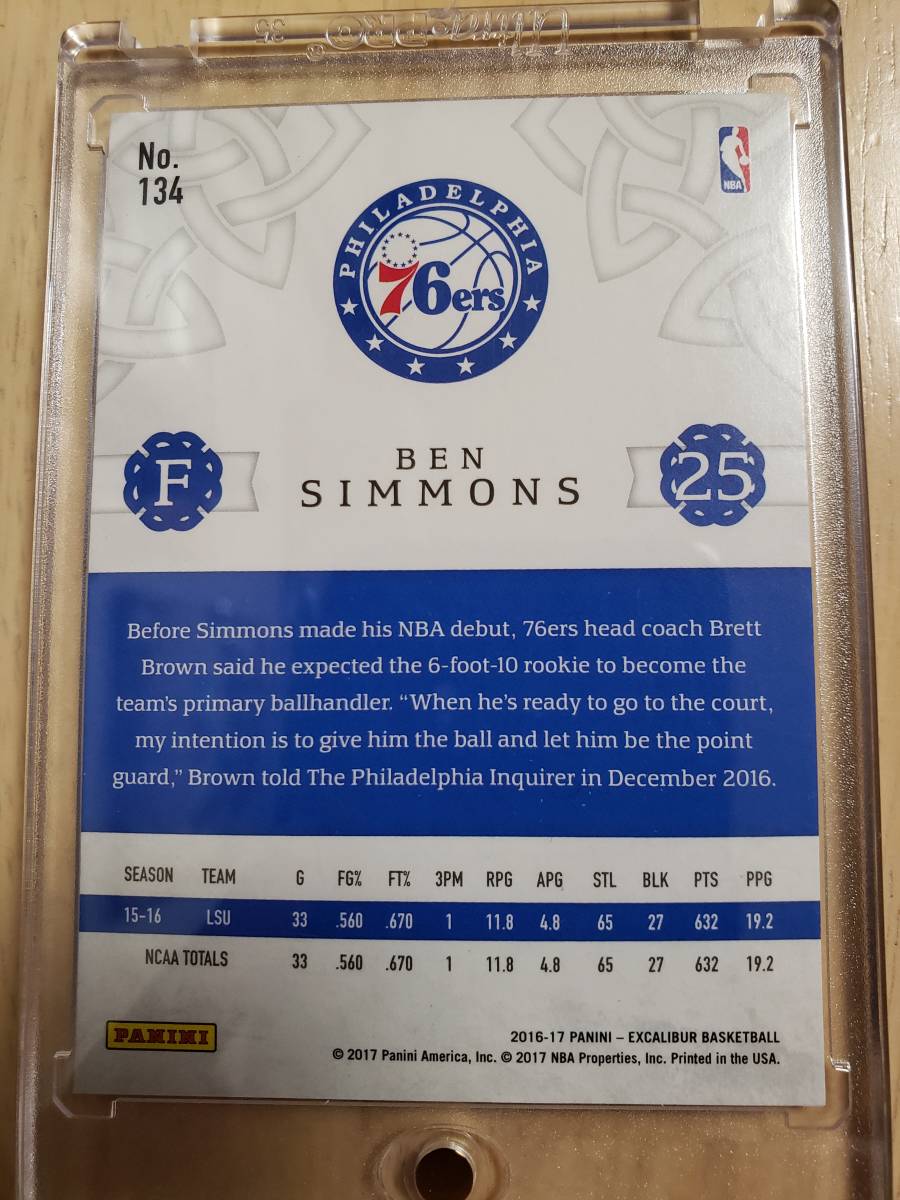 35 Ultra PRO®
No.
134
NBA
PHILADELPHIA
76ers
F
BEN
SIMMONS
25
Before Simmons made his NBA debut, 76ers head coach Brett
Brown said he expected the 6-foot-10 rookie to become the
team's primary ballhandler. “When he's ready to go to the court,
my intention is to give him the ball and let him be the point
guard,” Brown told The Philadelphia Inquirer in December 2016.
SEASON TEAM G FG% FT% 3PM RPG APG STL BLK PTS PPG
15-16 LSU 33 .560 .670 1 11.8 4.8 65 27 632 19.2
NCAA TOTALS 33 .560 .670 1 11.8 4.8 65 27 632 19.2
PANINI
2016-17 PANINI – EXCALIBUR BASKETBALL
© 2017 Panini America, Inc. © 2017 NBA Properties, Inc. Printed in the USA.